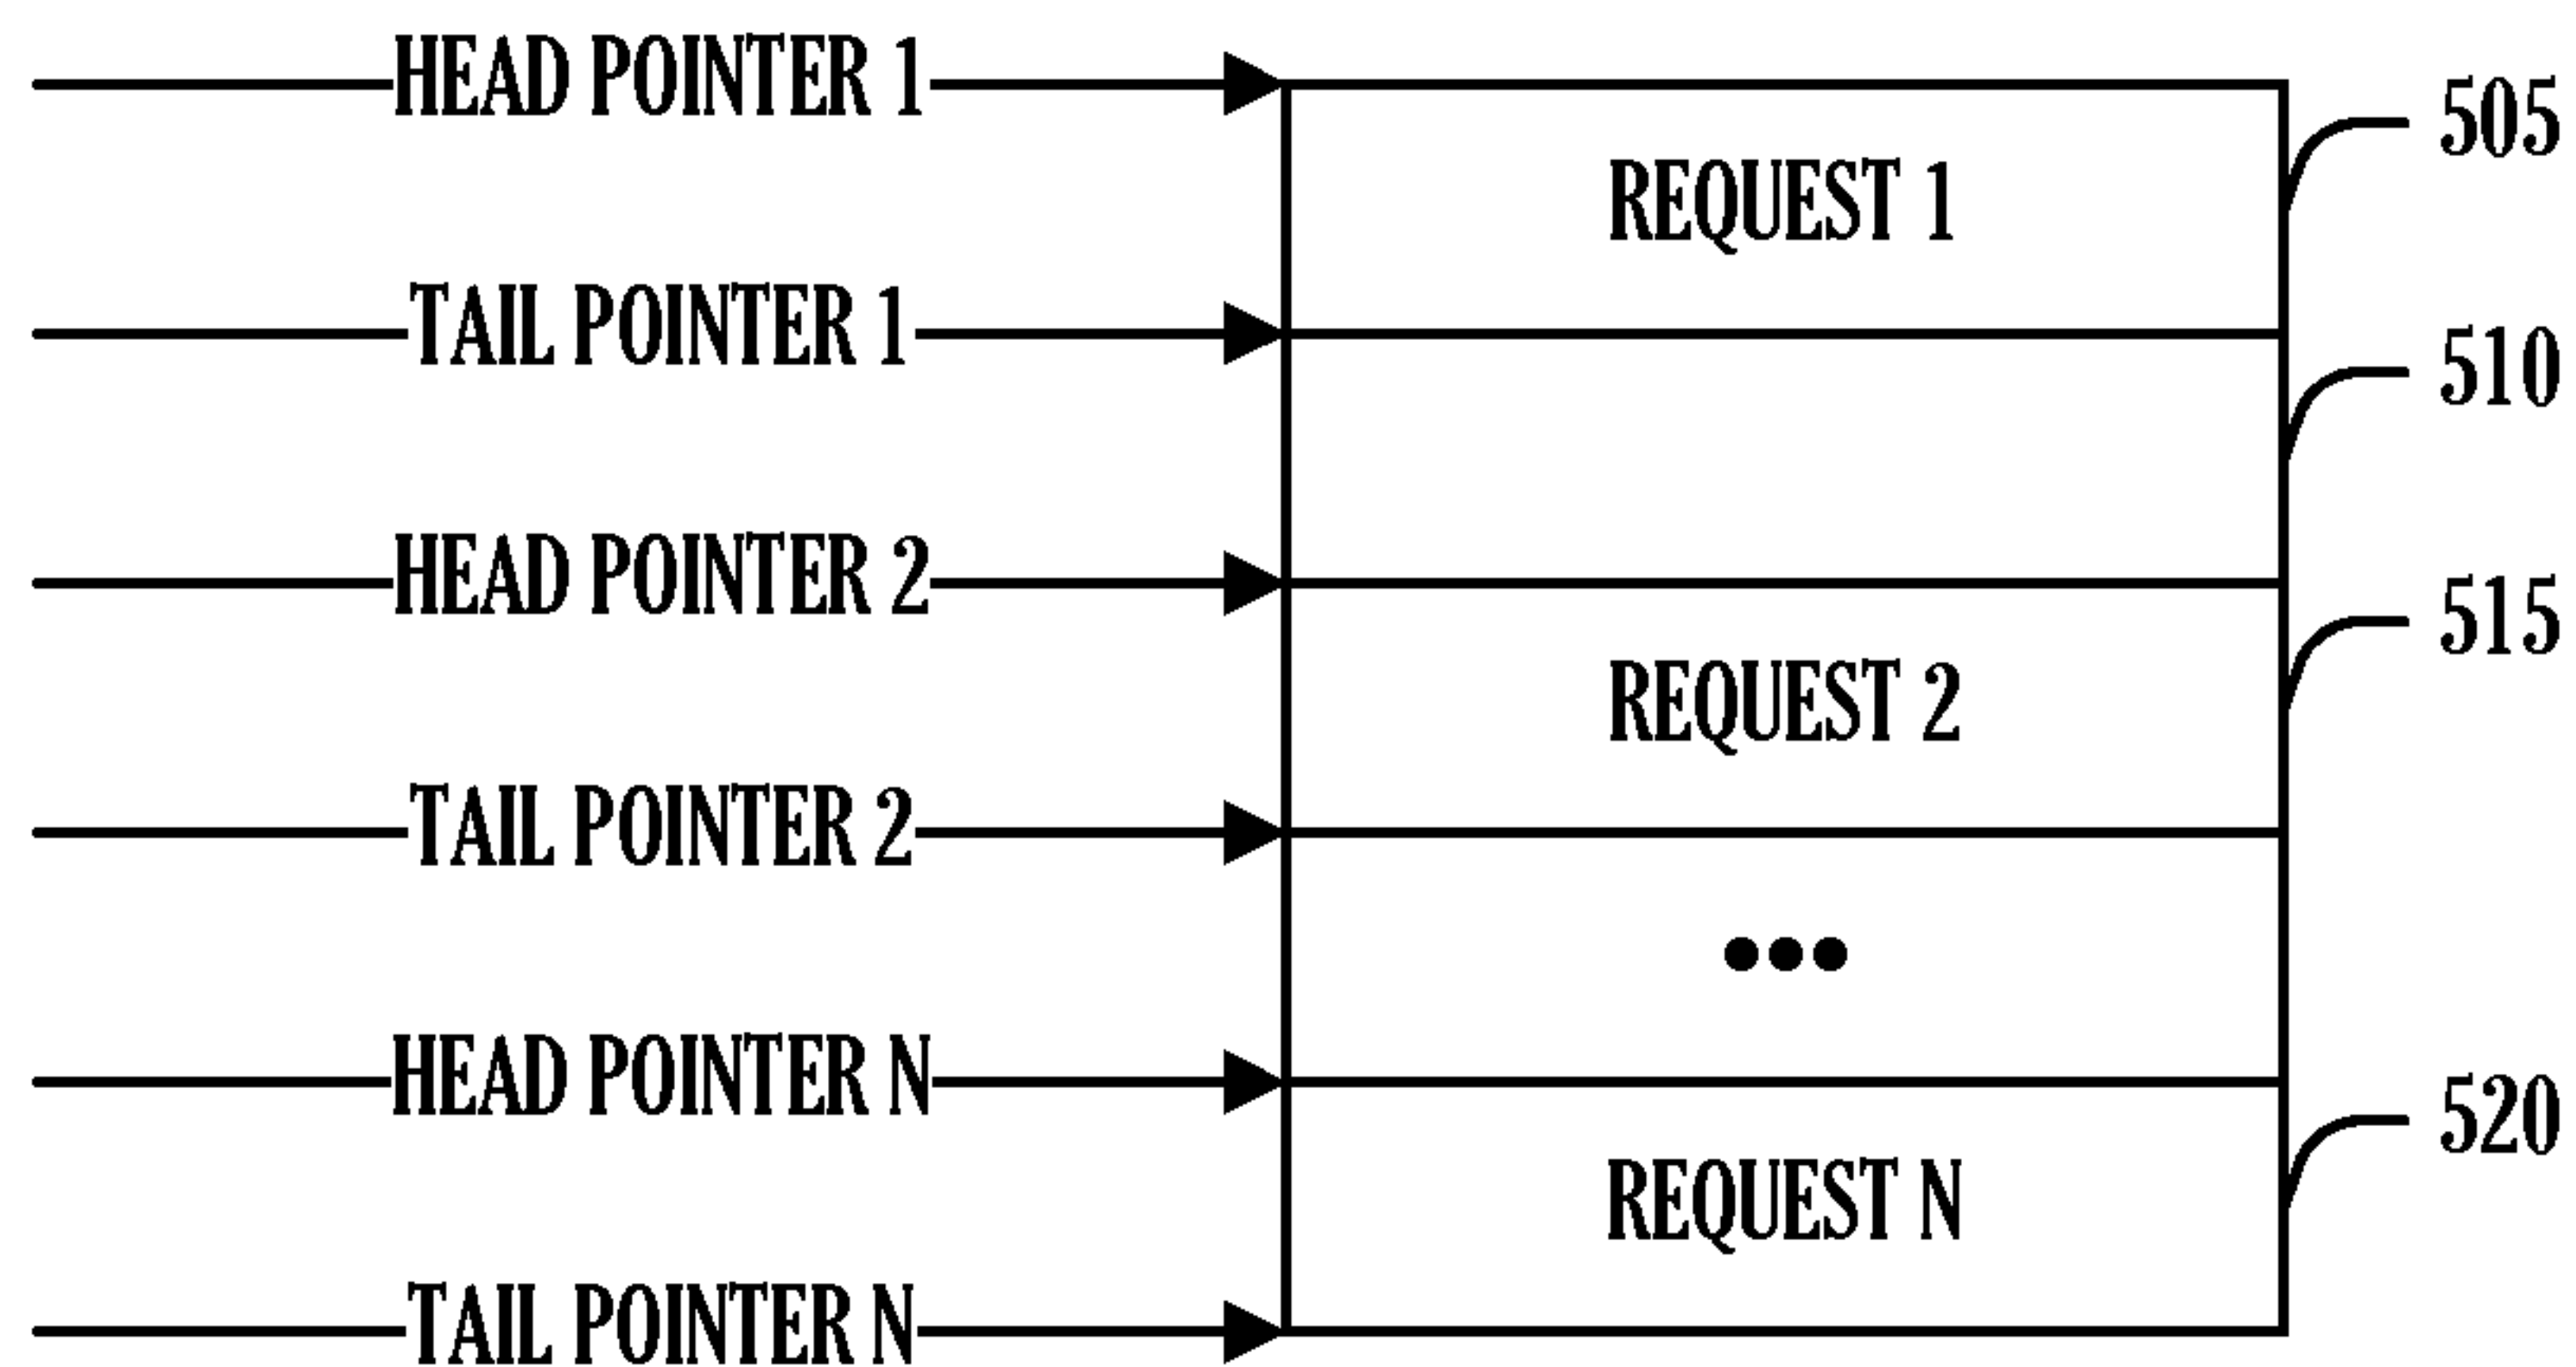 HEAD POINTER 1
505
REQUEST 1
TAIL POINTER 1
510
HEAD POINTER 2
515
REQUEST 2
TAIL POINTER 2
•••
HEAD POINTER N
520
REQUEST N
TAIL POINTER N